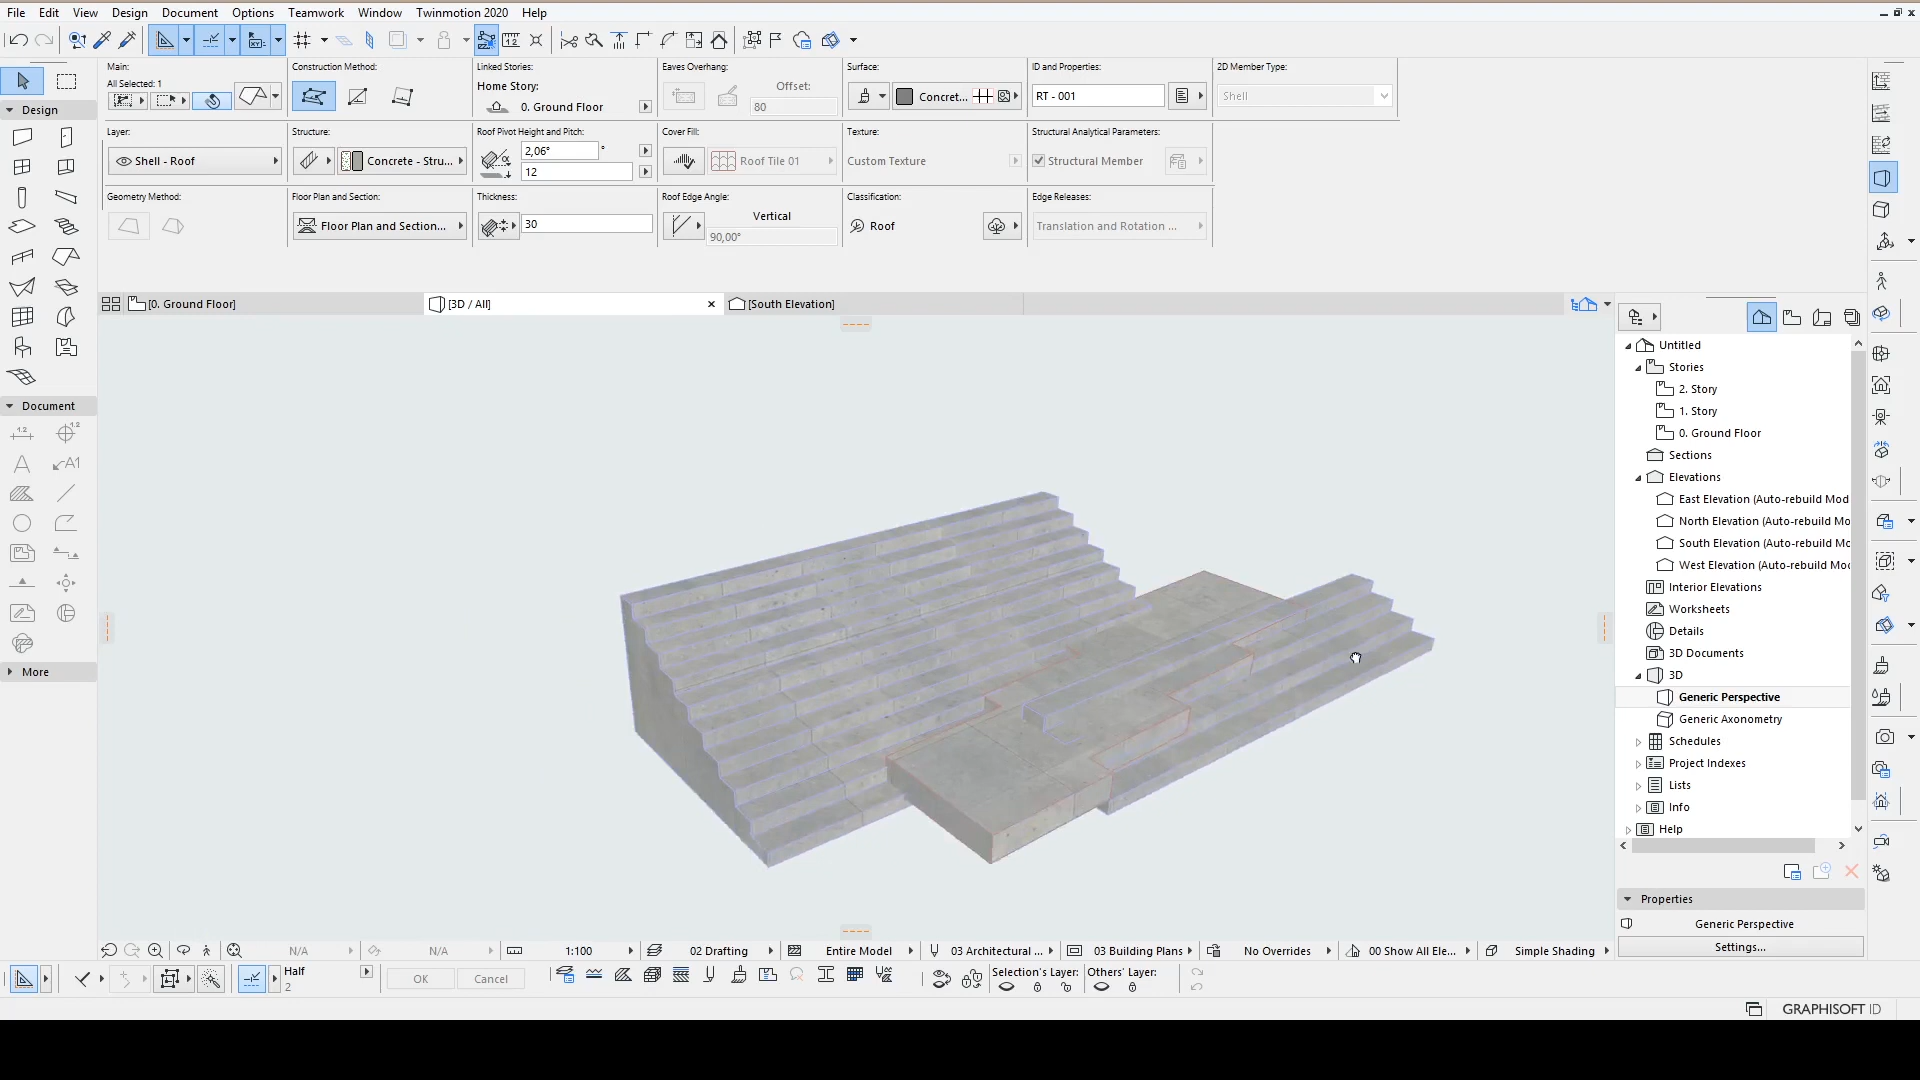 File Edit View Design Document Options Teamwork Window Twinmotion 2020 Help
Main: Construction Method: Linked Stories: Eaves Overhang: Surface: ID and Properties: 2D Member Type:
All Selected: 1 Home Story: Offset:
0. Ground Floor 80 Concret... RT - 001 Shell
Layer: Structure: Roof Pivot Height and Pitch: Cover Fill: Texture: Structural Analytical Parameters:
2,06° °
Shell - Roof Concrete - Stru... 12 Roof Tile 01 Custom Texture Structural Member
Geometry Method: Floor Plan and Section: Thickness: Roof Edge Angle: Classification: Edge Releases:
Floor Plan and Section... 30 Vertical Roof Translation and Rotation ...
90,00°
[0. Ground Floor] [3D / All] [South Elevation]
Design
Document
1.2 1.2
A A1
More
Untitled
Stories
2. Story
1. Story
0. Ground Floor
Sections
Elevations
East Elevation (Auto-rebuild Mod
North Elevation (Auto-rebuild Mo
South Elevation (Auto-rebuild Mo
West Elevation (Auto-rebuild Mod
Interior Elevations
Worksheets
Details
3D Documents
3D
Generic Perspective
Generic Axonometry
Schedules
Project Indexes
Lists
Info
Help
Properties
Generic Perspective
Settings...
N/A N/A 1:100 02 Drafting Entire Model 03 Architectural ... 03 Building Plans No Overrides 00 Show All Ele... Simple Shading
Half
2
OK Cancel Selection's Layer: Others' Layer:
GRAPHISOFT ID